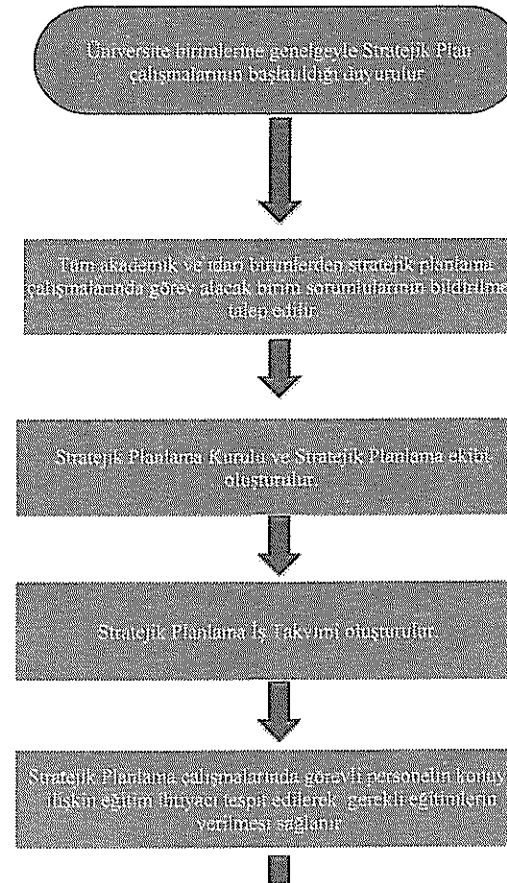 Üniversite birimlerine genelgeyle Stratejik Plan
çalışmalarının başlatıldığı duyurulur
Tüm akademik ve idari birimlerden stratejik planlama
çalışmalarında görev alacak birim sorumlularının bildirilme
talep edilir.
Stratejik Planlama Kurulu ve Stratejik Planlama ekibi
oluşturulur.
Stratejik Planlama İş Takvimi oluşturulur.
Stratejik Planlama çalışmalarında görevli personelin konuy
ilişkin eğitim ihtiyacı tespit edilerek gerekli eğitimlerin
verilmesi sağlanır